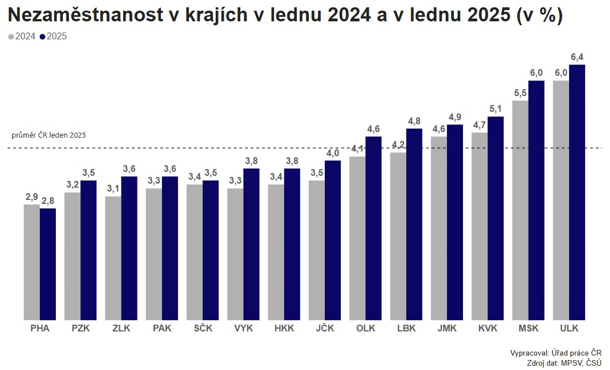 Nezaměstnanost v krajích v lednu 2024 a v lednu 2025 (v %)
2024 2025
průměr ČR leden 2025
2,9 2,8 3,2 3,5 3,1 3,6 3,3 3,6 3,4 3,5 3,3 3,8 3,4 3,8 3,5 4,0 4,1 4,6 4,2 4,8 4,6 4,9 4,7 5,1 5,5 6,0 6,0 6,4
PHA PZK ZLK PAK SČK VYK HKK JČK OLK LBK JMK KVK MSK ULK
Vypracoval: Úřad práce ČR
Zdroj dat: MPSV, ČSÚ